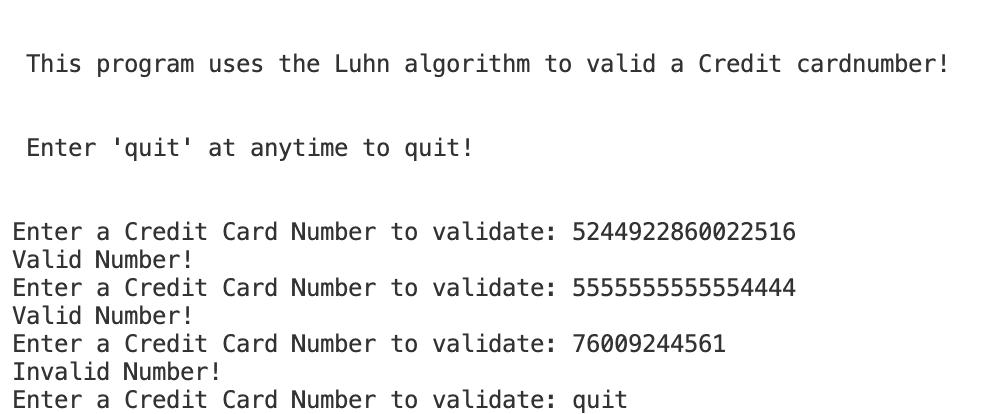 This program uses the Luhn algorithm to valid a Credit cardnumber!
Enter 'quit' at anytime to quit!
Enter a Credit Card Number to validate: 5244922860022516
Valid Number!
Enter a Credit Card Number to validate: 5555555555554444
Valid Number!
Enter a Credit Card Number to validate: 76009244561
Invalid Number!
Enter a Credit Card Number to validate: quit